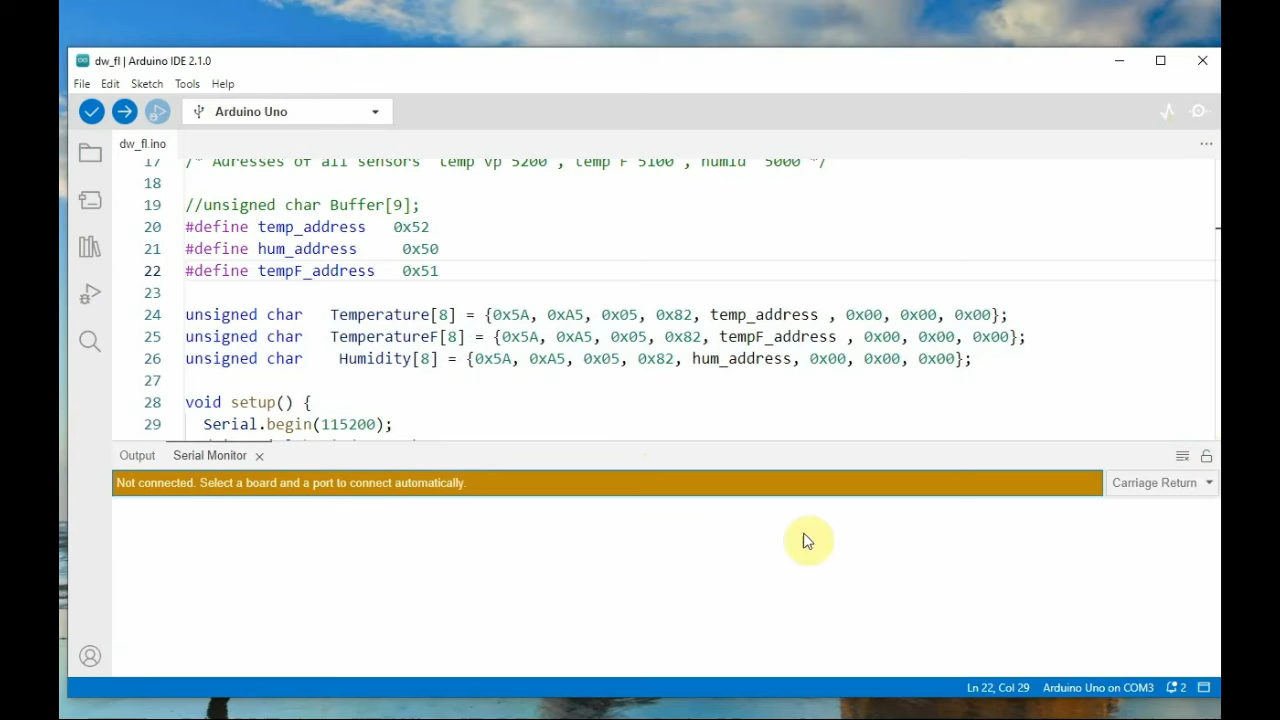 dw_fl | Arduino IDE 2.1.0
File Edit Sketch Tools Help
Arduino Uno
dw_fl.ino
17 /* Adresses of all sensors temp vp 5200 , temp F 5100 , humid 5000 */
18
19 //unsigned char Buffer[9];
20 #define temp_address 0x52
21 #define hum_address 0x50
22 #define tempF_address 0x51
23
24 unsigned char Temperature[8] = {0x5A, 0xA5, 0x05, 0x82, temp_address , 0x00, 0x00, 0x00};
25 unsigned char TemperatureF[8] = {0x5A, 0xA5, 0x05, 0x82, tempF_address , 0x00, 0x00, 0x00};
26 unsigned char Humidity[8] = {0x5A, 0xA5, 0x05, 0x82, hum_address, 0x00, 0x00, 0x00};
27
28 void setup() {
29 Serial.begin(115200);
Output Serial Monitor
Not connected. Select a board and a port to connect automatically. Carriage Return
Ln 22, Col 29 Arduino Uno on COM3 2